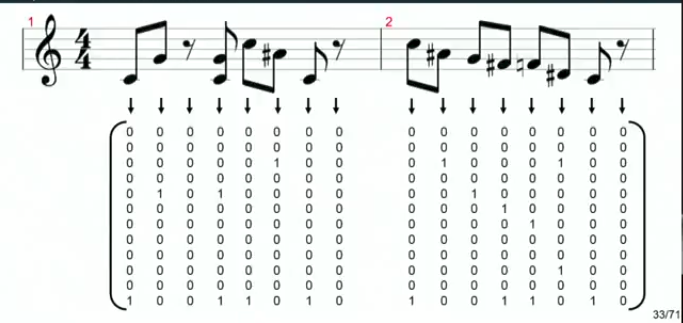 1 2
4
4
0 0 0 0 0 0 0 0 0 0 0 0 0 0 0 0
0 0 0 0 0 0 0 0 0 0 0 0 0 0 0 0
0 0 0 0 0 1 0 0 0 1 0 0 0 1 0 0
0 0 0 0 0 0 0 0 0 0 0 0 0 0 0 0
0 1 0 1 0 0 0 0 0 0 1 0 0 0 0 0
0 0 0 0 0 0 0 0 0 0 0 1 0 0 0 0
0 0 0 0 0 0 0 0 0 0 0 0 1 0 0 0
0 0 0 0 0 0 0 0 0 0 0 0 0 0 0 0
0 0 0 0 0 0 0 0 0 0 0 0 0 0 0 0
0 0 0 0 0 0 0 0 0 0 0 0 0 1 0 0
0 0 0 0 0 0 0 0 0 0 0 0 0 0 0 0
1 0 0 1 1 0 1 0 1 0 0 1 1 0 1 0
33/71